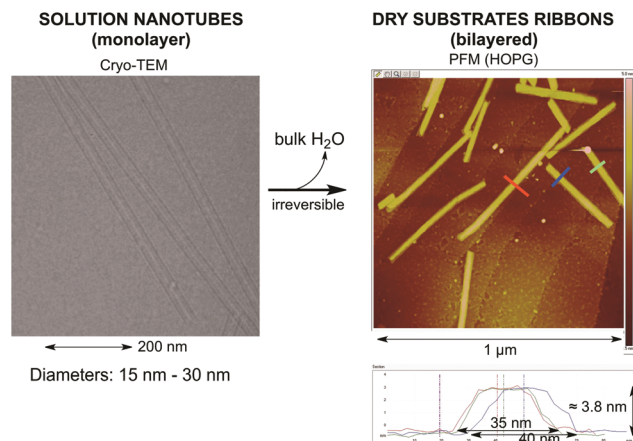 SOLUTION NANOTUBES
(monolayer)
Cryo-TEM
200 nm
Diameters: 15 nm - 30 nm
bulk H₂O
irreversible
DRY SUBSTRATES RIBBONS
(bilayered)
PFM (HOPG)
1 µm
Section
≈ 3.8 nm
35 nm
40 nm